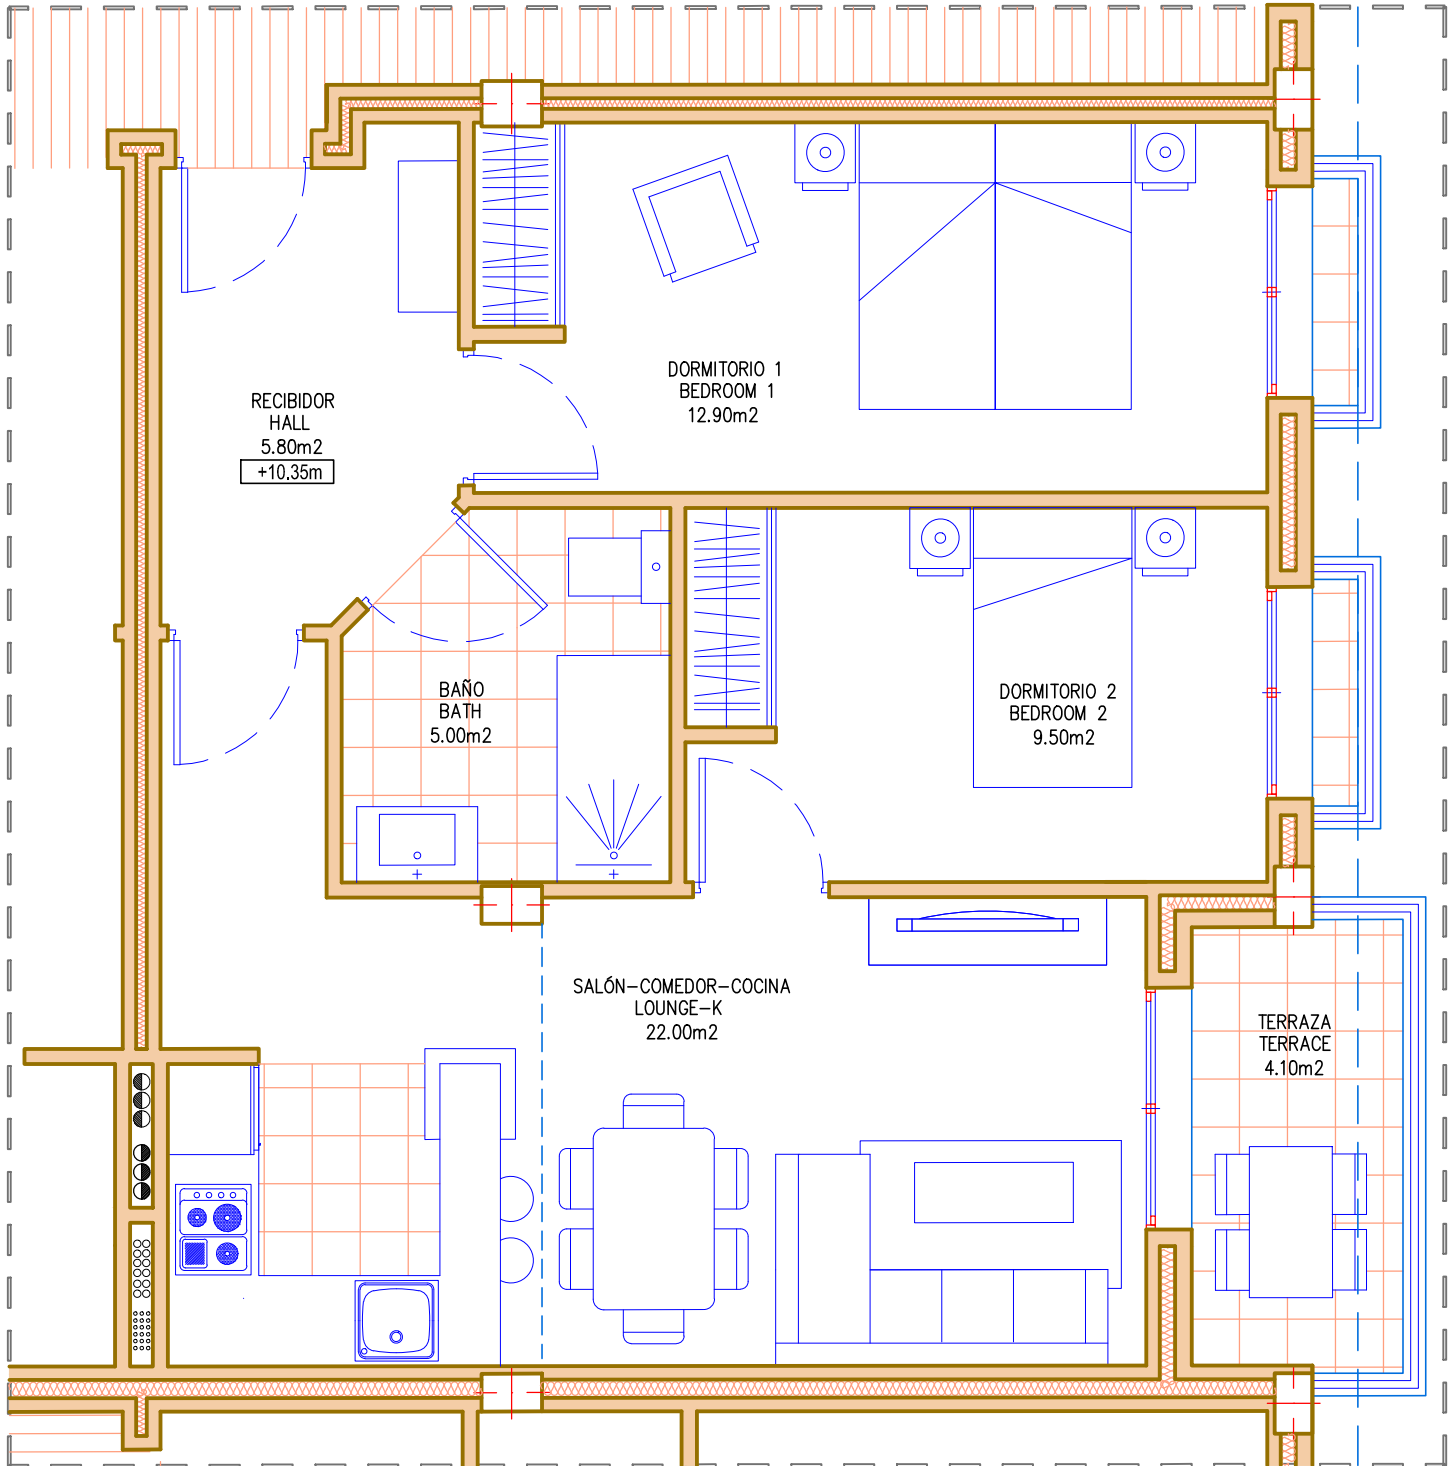 DORMITORIO 1
BEDROOM 1
12.90m2
RECIBIDOR
HALL
5.80m2
+10,35m
BAÑO
BATH
5.00m2
DORMITORIO 2
BEDROOM 2
9.50m2
SALÓN-COMEDOR-COCINA
LOUNGE-K
22.00m2
TERRAZA
TERRACE
4.10m2